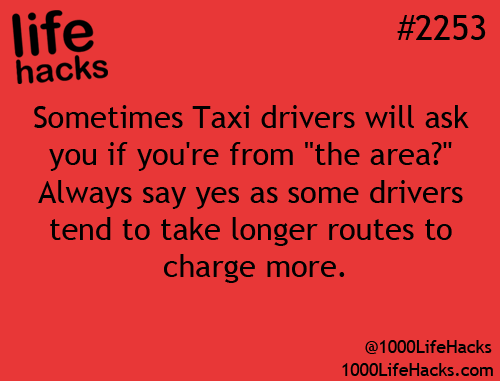 life
hacks
#2253
Sometimes Taxi drivers will ask
you if you're from "the area?"
Always say yes as some drivers
tend to take longer routes to
charge more.
@1000LifeHacks
1000LifeHacks.com